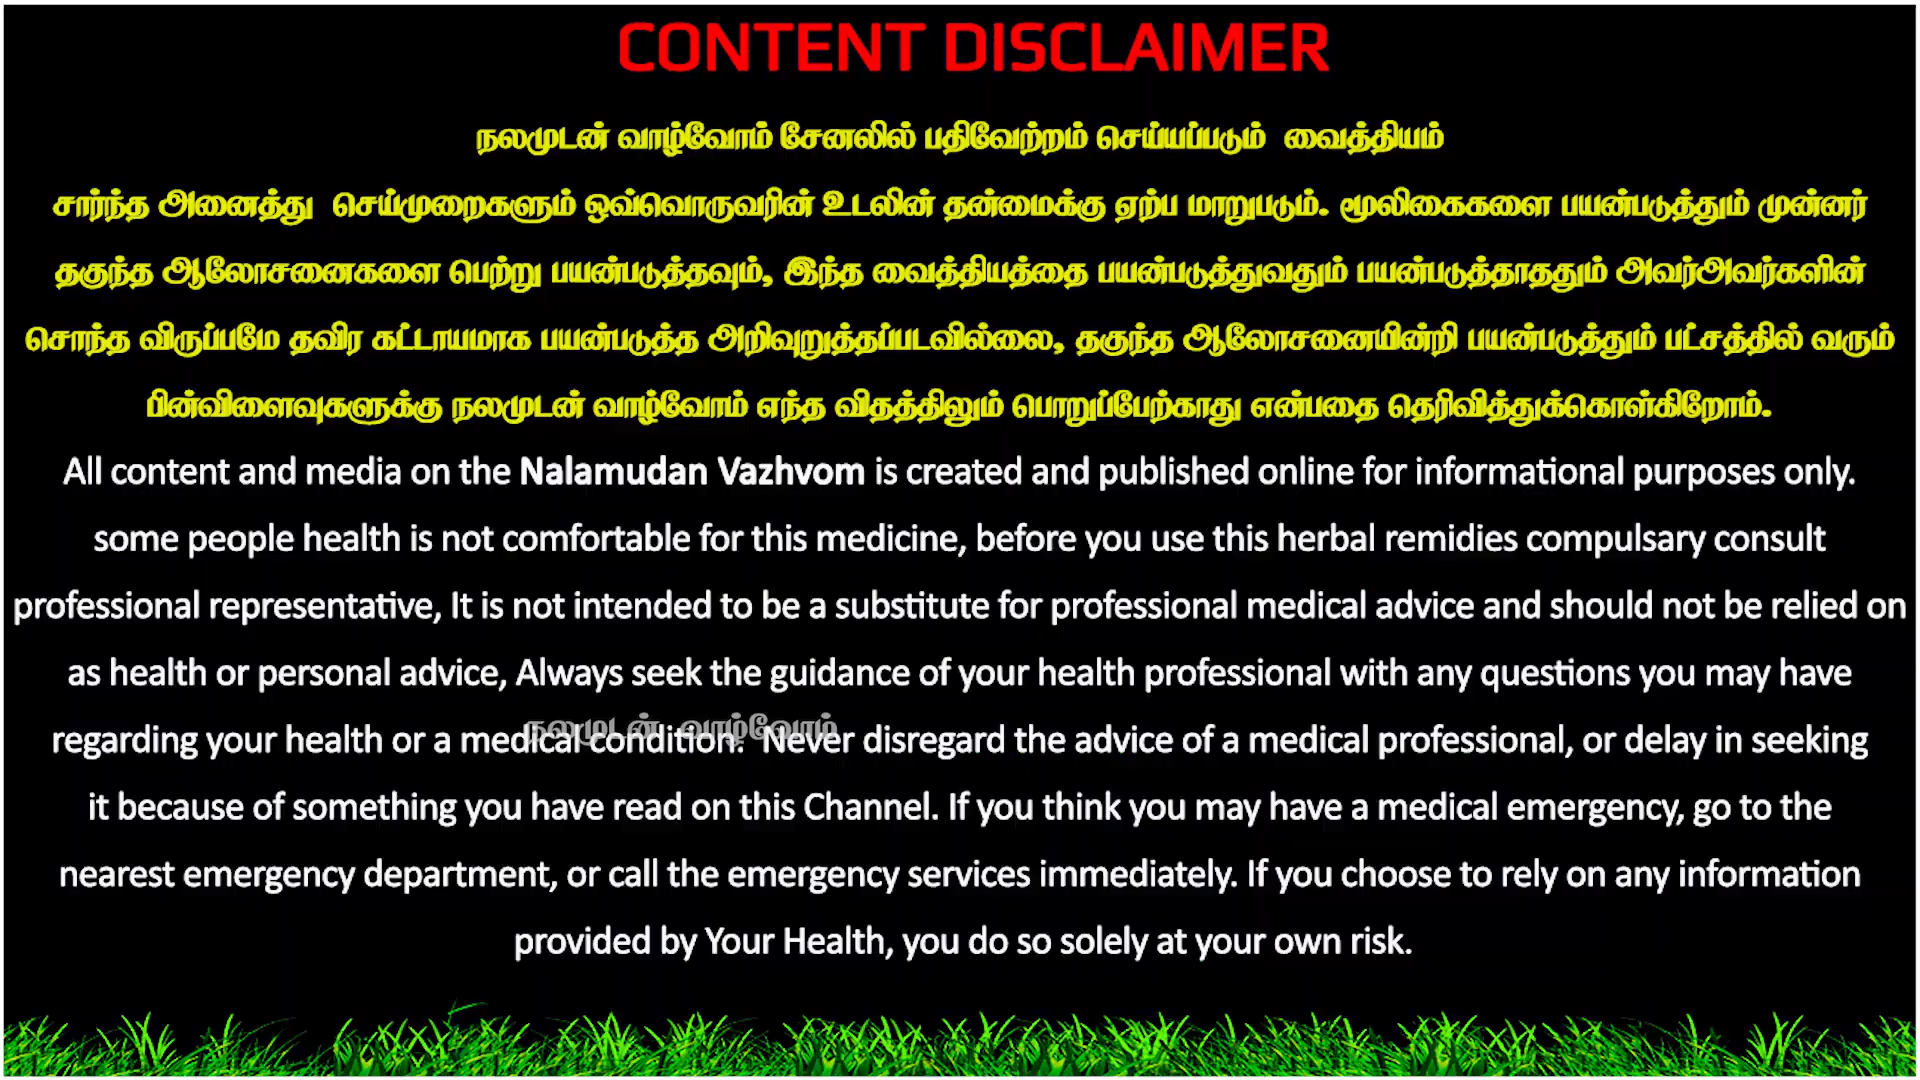 CONTENT DISCLAIMER
நலமுடன் வாழ்வோம் சேனலில் பதிவேற்றம் செய்யப்படும் வைத்தியம்
சார்ந்த அனைத்து செய்முறைகளும் ஒவ்வொருவரின் உடலின் தன்மைக்கு ஏற்ப மாறுபடும். மூலிகைகளை பயன்படுத்தும் முன்னர்
தகுந்த ஆலோசனைகளை பெற்று பயன்படுத்தவும், இந்த வைத்தியத்தை பயன்படுத்துவதும் பயன்படுத்தாததும் அவர்அவர்களின்
சொந்த விருப்பமே தவிர கட்டாயமாக பயன்படுத்த அறிவுறுத்தப்படவில்லை, தகுந்த ஆலோசனையின்றி பயன்படுத்தும் பட்சத்தில் வரும்
பின்விளைவுகளுக்கு நலமுடன் வாழ்வோம் எந்த விதத்திலும் பொறுப்பேற்காது என்பதை தெரிவித்துக்கொள்கிறோம்.
All content and media on the Nalamudan Vazhvom is created and published online for informational purposes only.
some people health is not comfortable for this medicine, before you use this herbal remidies compulsary consult
professional representative, It is not intended to be a substitute for professional medical advice and should not be relied on
as health or personal advice, Always seek the guidance of your health professional with any questions you may have
regarding your health or a medical condition. Never disregard the advice of a medical professional, or delay in seeking
நலமுடன் வாழ்வோம்
it because of something you have read on this Channel. If you think you may have a medical emergency, go to the
nearest emergency department, or call the emergency services immediately. If you choose to rely on any information
provided by Your Health, you do so solely at your own risk.